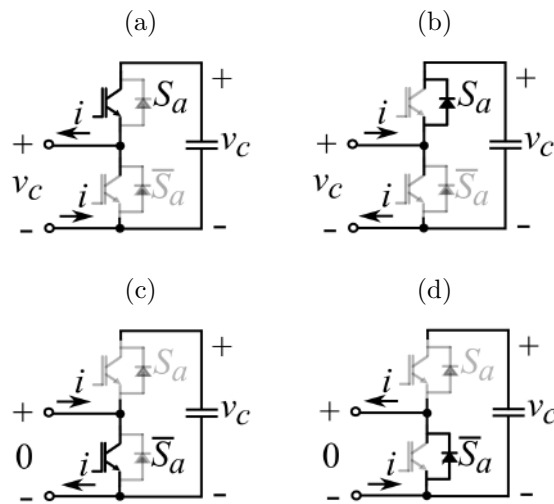 (a) (b)
+ +
i S_a i S_a
+ v_c + v_c
v_c v_c
i S̅_a i S̅_a
- - - -
(c) (d)
+ +
i S_a i S_a
+ v_c + v_c
0 0
i S̅_a i S̅_a
- - - -